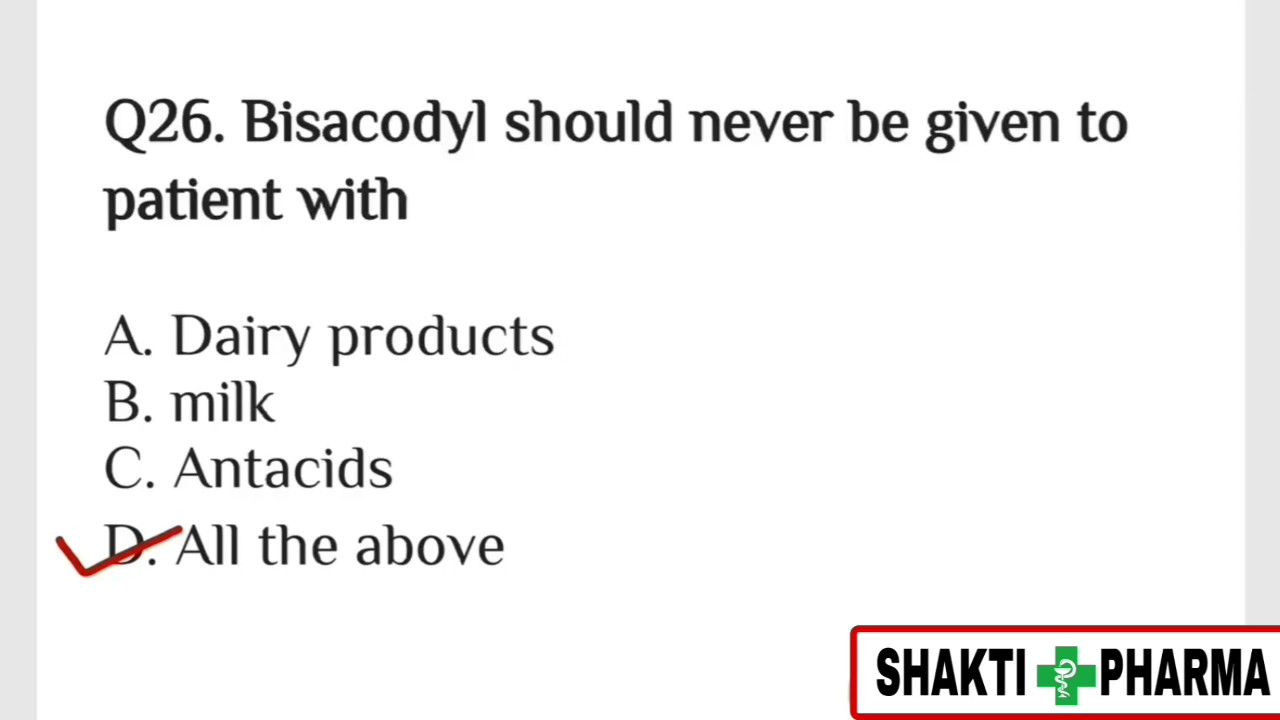 Q26. Bisacodyl should never be given to
patient with
A. Dairy products
B. milk
C. Antacids
D. All the above
SHAKTI PHARMA